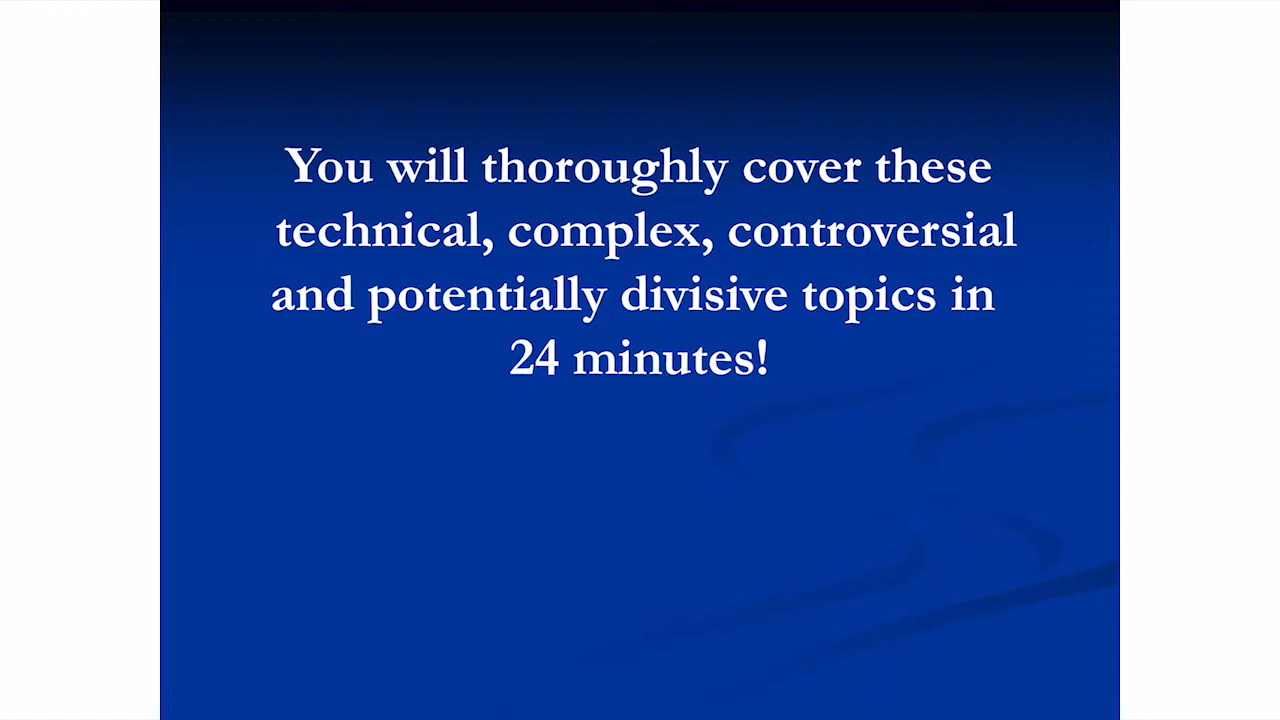 You will thoroughly cover these
technical, complex, controversial
and potentially divisive topics in
24 minutes!